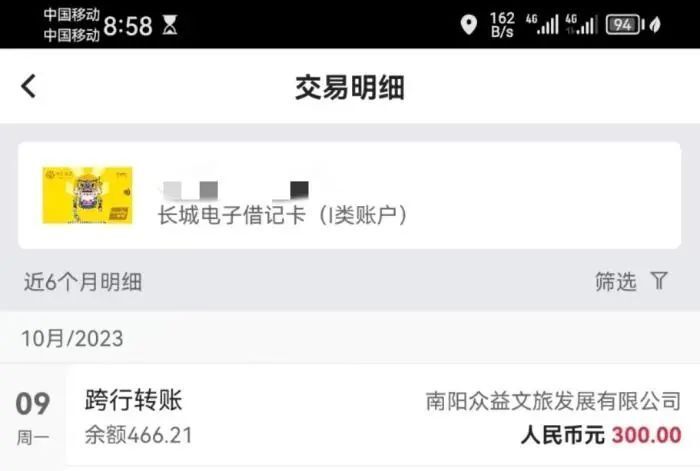 中国移动
中国移动
8:58
162
B/s
4G
4G
94
交易明细
长城电子借记卡（I类账户）
近6个月明细
筛选
10月/2023
09
周一
跨行转账
南阳众益文旅发展有限公司
余额466.21
人民币元 300.00